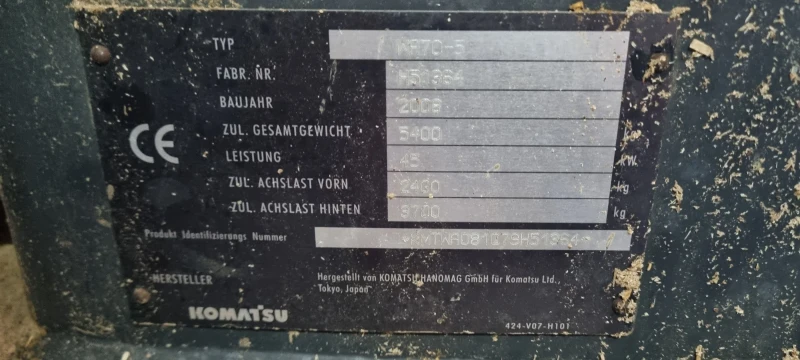 TYP WA70-5
FABR. NR. H51364
BAUJAHR 2008
ZUL. GESAMTGEWICHT 5400
LEISTUNG 45 KW
ZUL. ACHSLAST VORN kg
ZUL. ACHSLAST HINTEN 3700 kg
CE
Produkt Identifizierungs Nummer
HERSTELLER Hergestellt von KOMATSU HANOMAG GmbH für Komatsu Ltd.,
Tokyo, Japan
KOMATSU
424-V07-H101